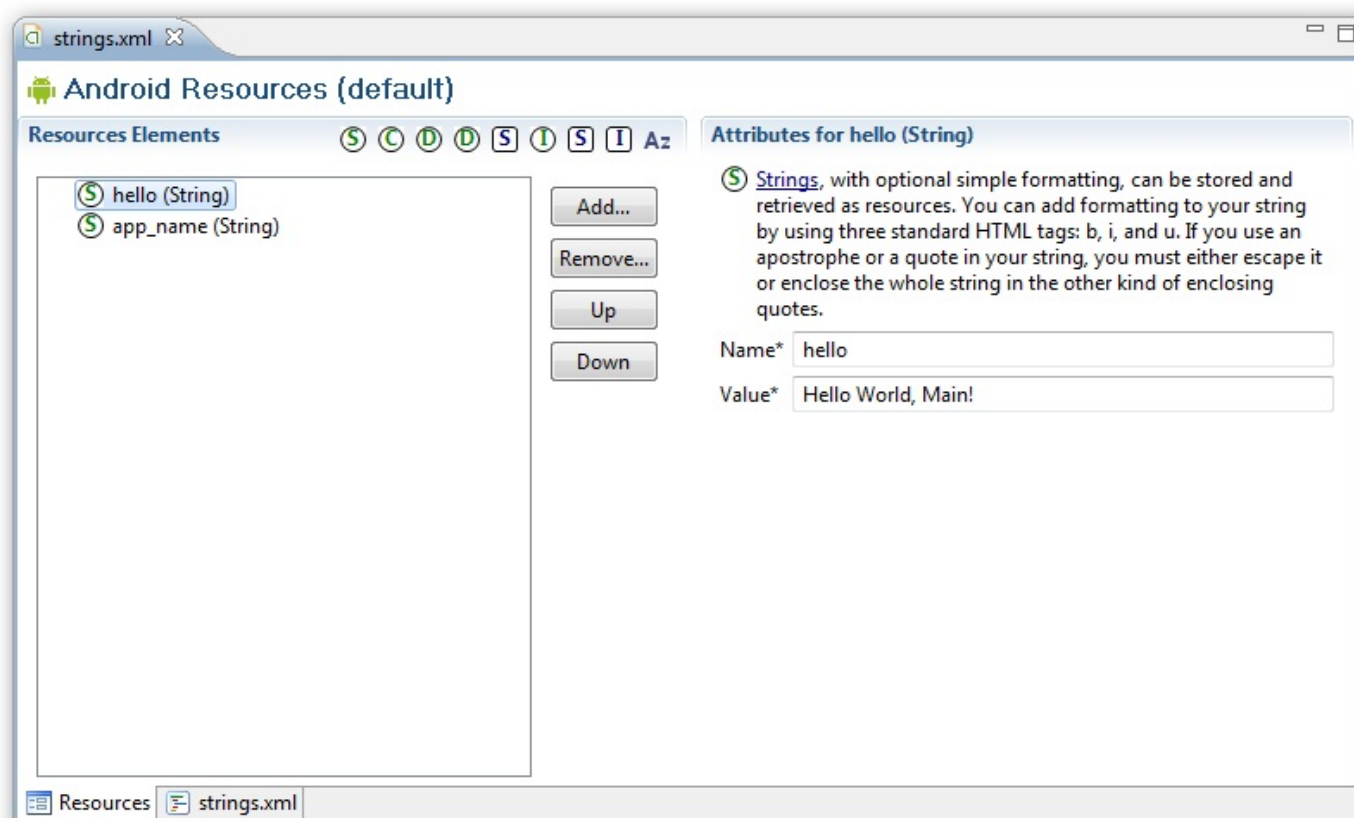 strings.xml
Android Resources (default)
Resources Elements
S C D D S I S I Az
hello (String)
app_name (String)
Add...
Remove...
Up
Down
Attributes for hello (String)
Strings, with optional simple formatting, can be stored and
retrieved as resources. You can add formatting to your string
by using three standard HTML tags: b, i, and u. If you use an
apostrophe or a quote in your string, you must either escape it
or enclose the whole string in the other kind of enclosing
quotes.
Name* hello
Value* Hello World, Main!
Resources strings.xml